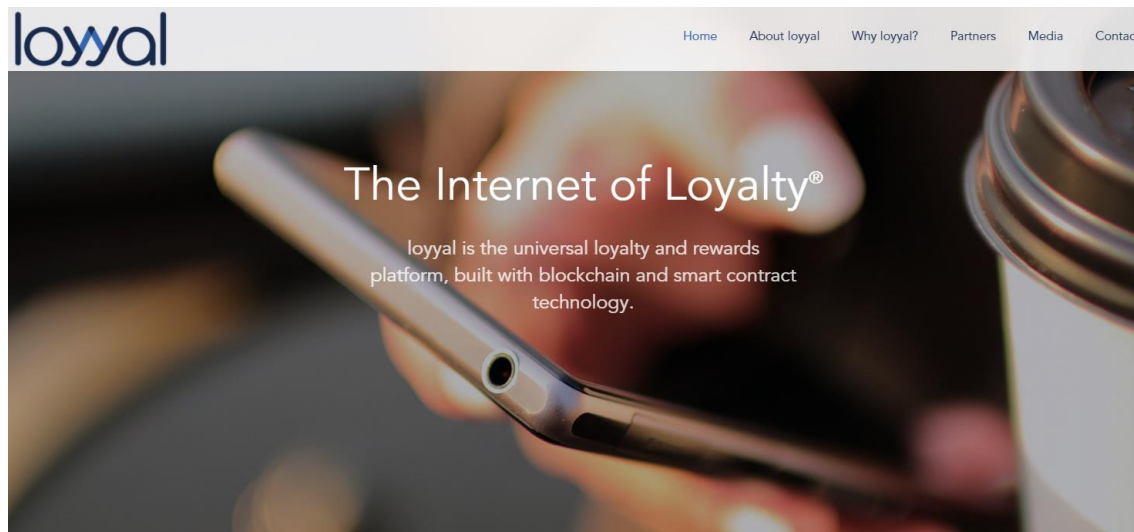 loyyal
Home About loyyal Why loyyal? Partners Media Contac
The Internet of Loyalty®
loyyal is the universal loyalty and rewards
platform, built with blockchain and smart contract
technology.